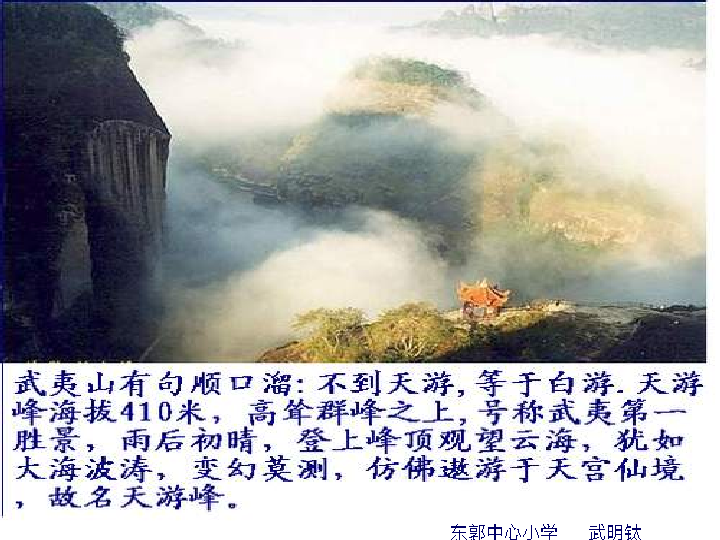 武夷山有句顺口溜:不到天游,等于白游.天游
峰海拔410米，高耸群峰之上,号称武夷第一
胜景，雨后初晴，登上峰顶观望云海，犹如
大海波涛，变幻莫测，仿佛遨游于天宫仙境
，故名天游峰。
东郭中心小学 武明钛